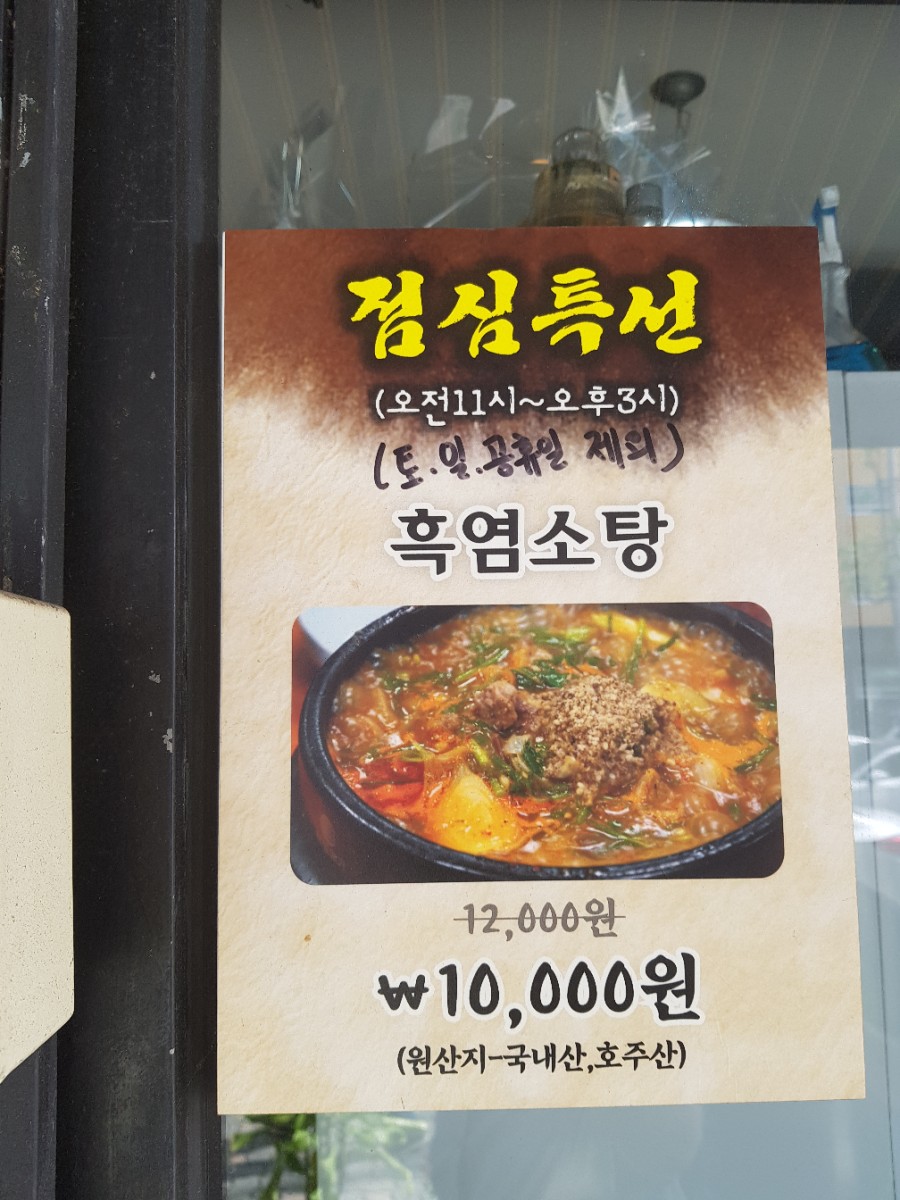 점심특선
(오전11시~오후3시)
(토.일.공휴일 제외)
흑염소탕
12,000원
₩10,000원
(원산지-국내산,호주산)